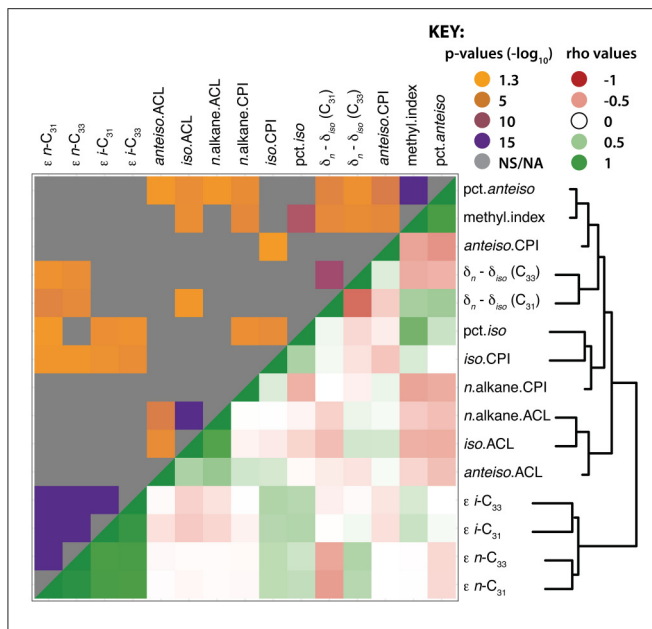 KEY:
p-values (-log10)
rho values
1.3
-1
5
-0.5
10
0
15
0.5
NS/NA
1
ε n-C31
ε n-C33
ε i-C31
ε i-C33
anteiso.ACL
iso.ACL
n.alkane.ACL
n.alkane.CPI
iso.CPI
pct.iso
δn - δiso (C31)
δn - δiso (C33)
anteiso.CPI
methyl.index
pct.anteiso
pct.anteiso
methyl.index
anteiso.CPI
δn - δiso (C33)
δn - δiso (C31)
pct.iso
iso.CPI
n.alkane.CPI
n.alkane.ACL
iso.ACL
anteiso.ACL
ε i-C33
ε i-C31
ε n-C33
ε n-C31